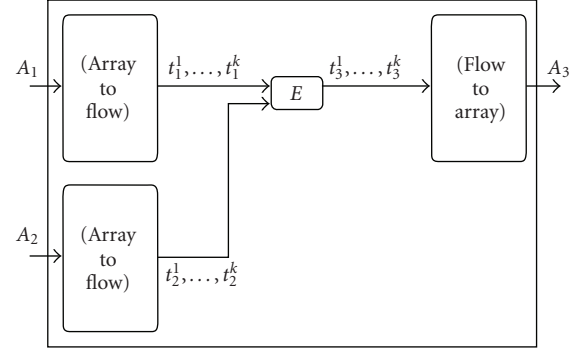 A₁
(Array
to
flow)
t₁¹,…,t₁ᵏ
E
t₃¹,…,t₃ᵏ
(Flow
to
array)
A₃
A₂
(Array
to
flow)
t₂¹,…,t₂ᵏ